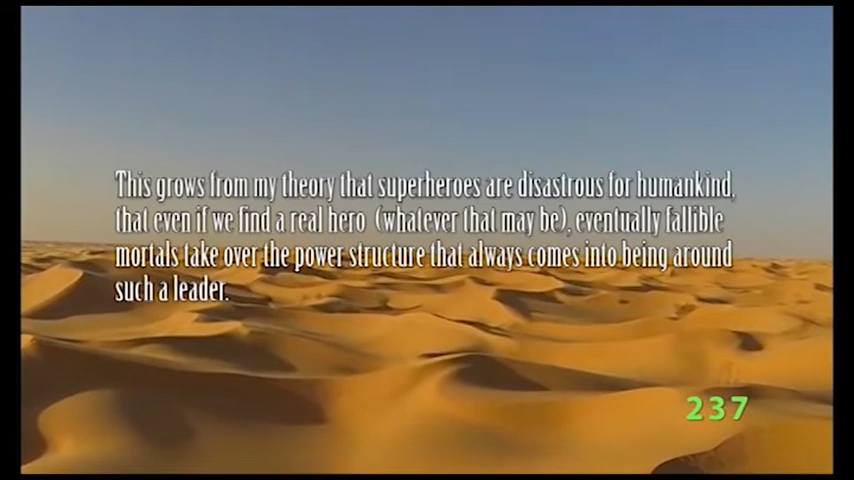 This grows from my theory that superheroes are disastrous for humankind,
that even if we find a real hero (whatever that may be), eventually fallible
mortals take over the power structure that always comes into being around
such a leader.
237